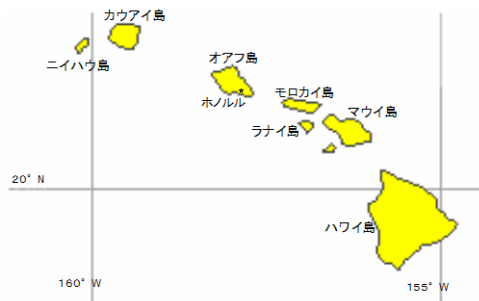 カウアイ島
ニイハウ島
オアフ島
ホノルル
モロカイ島
マウイ島
ラナイ島
20° N
ハワイ島
160° W
155° W